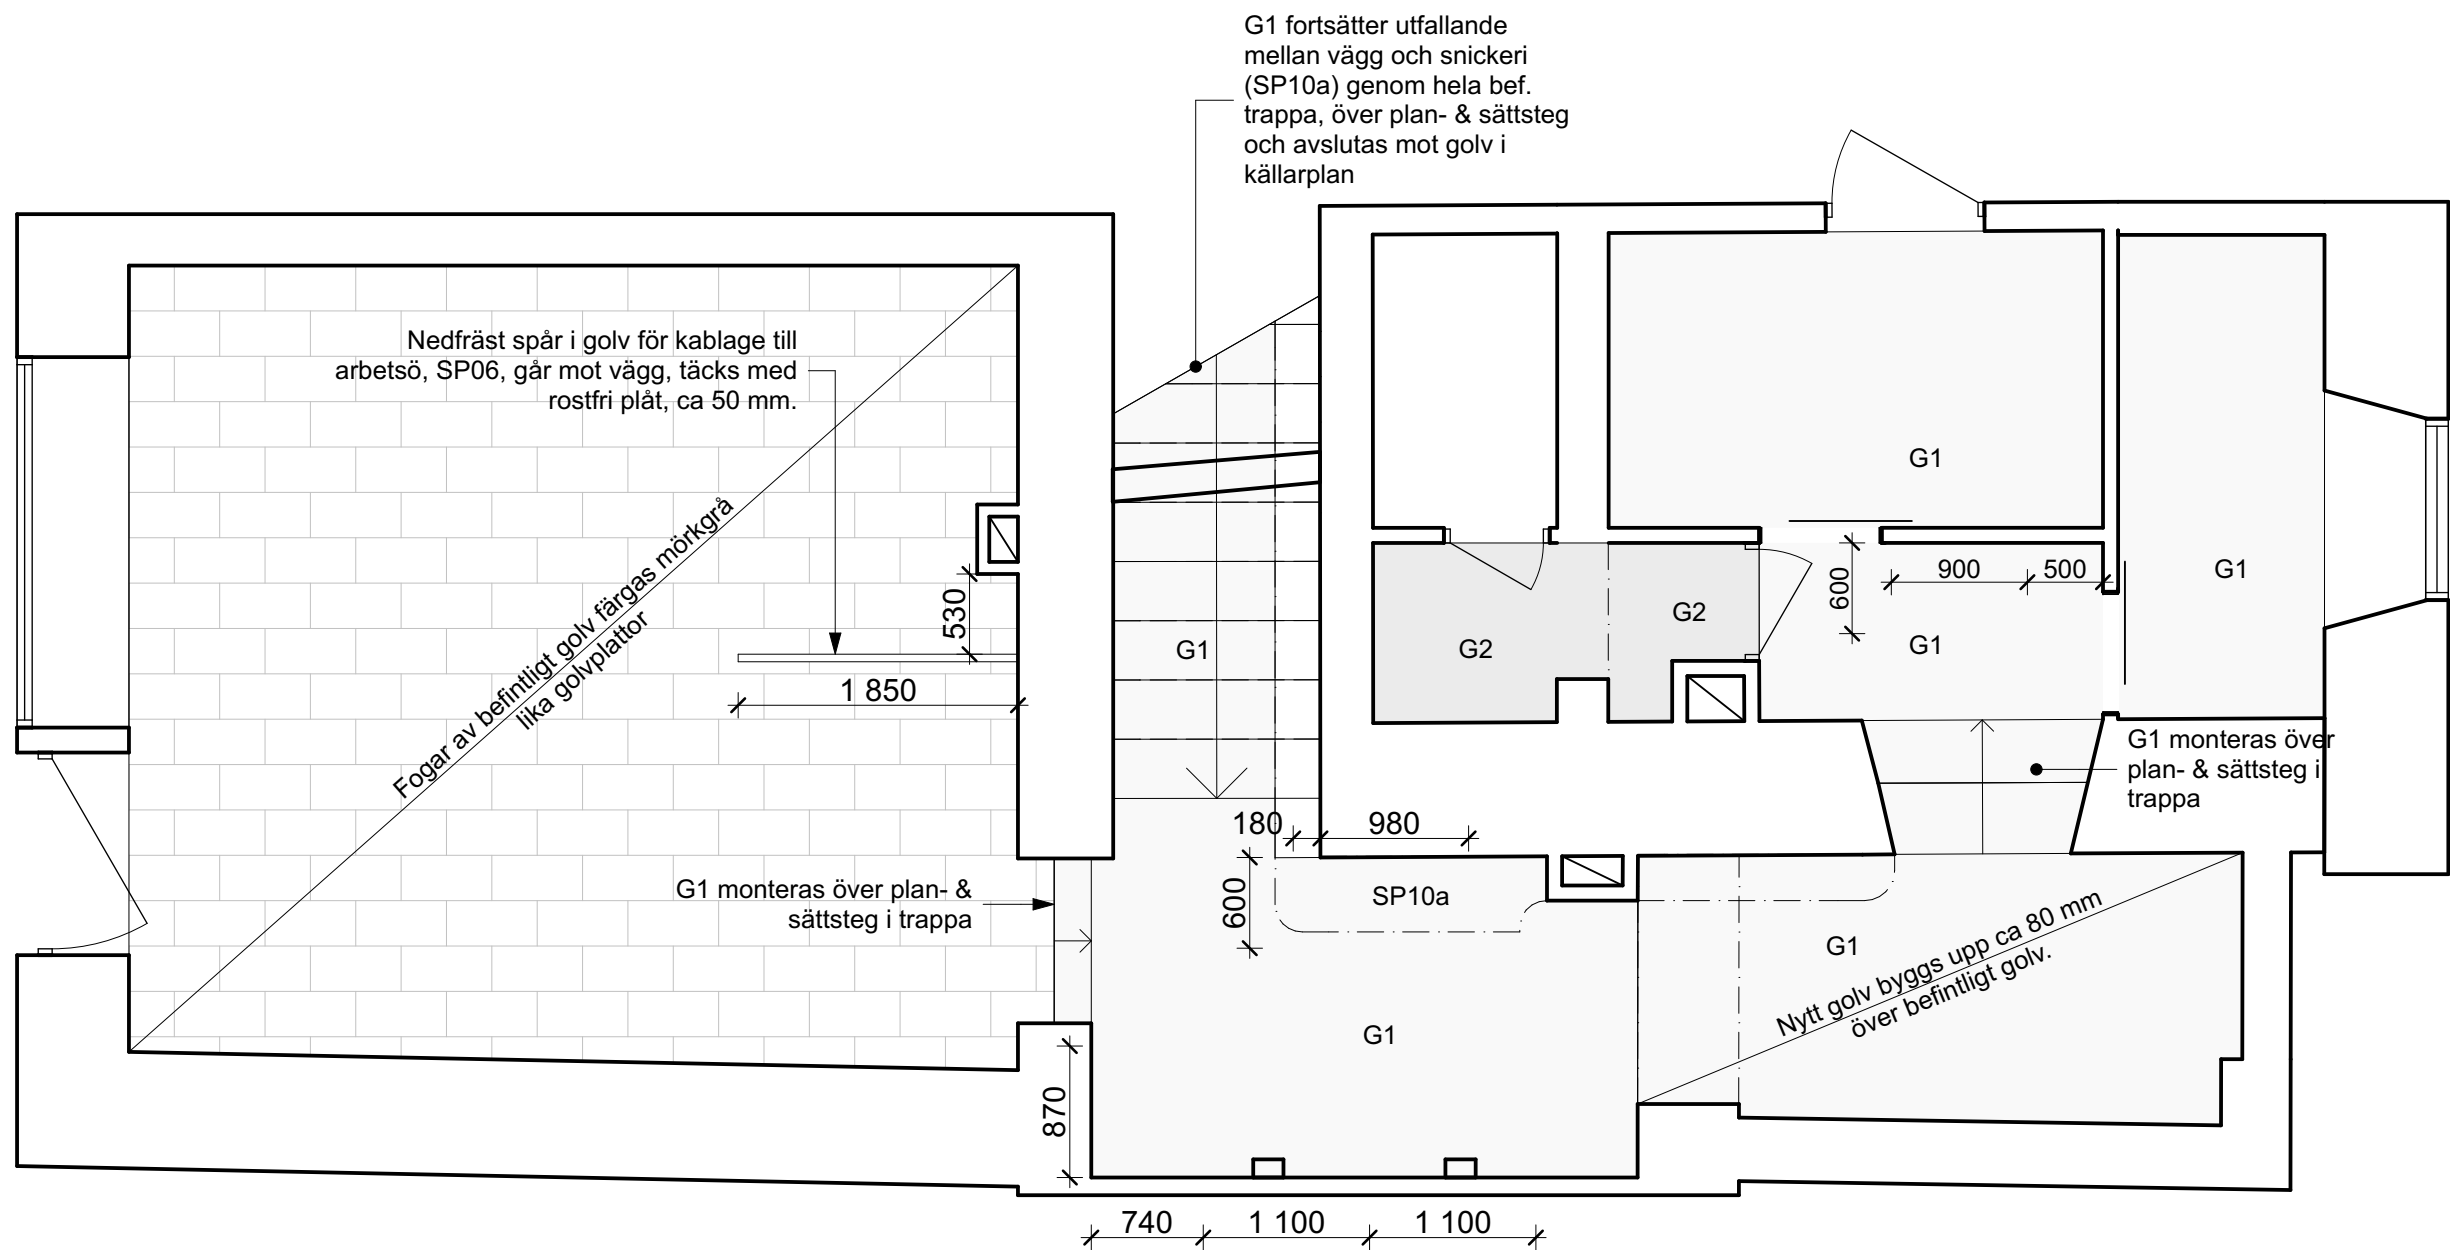 G1 fortsätter utfallande
mellan vägg och snickeri
(SP10a) genom hela bef.
trappa, över plan- & sättsteg
och avslutas mot golv i
källarplan
Nedfräst spår i golv för kablage till
arbetsö, SP06, går mot vägg, täcks med
rostfri plåt, ca 50 mm.
Fogar av befintligt golv färgas mörkgrå
lika golvplattor
530
1 850
G1
G1
G2
G2
600
900
500
G1
G1
G1 monteras över
plan- & sättsteg i
trappa
180
980
600
SP10a
G1 monteras över plan- &
sättsteg i trappa
G1
Nytt golv byggs upp ca 80 mm
över befintligt golv.
G1
870
740
1 100
1 100